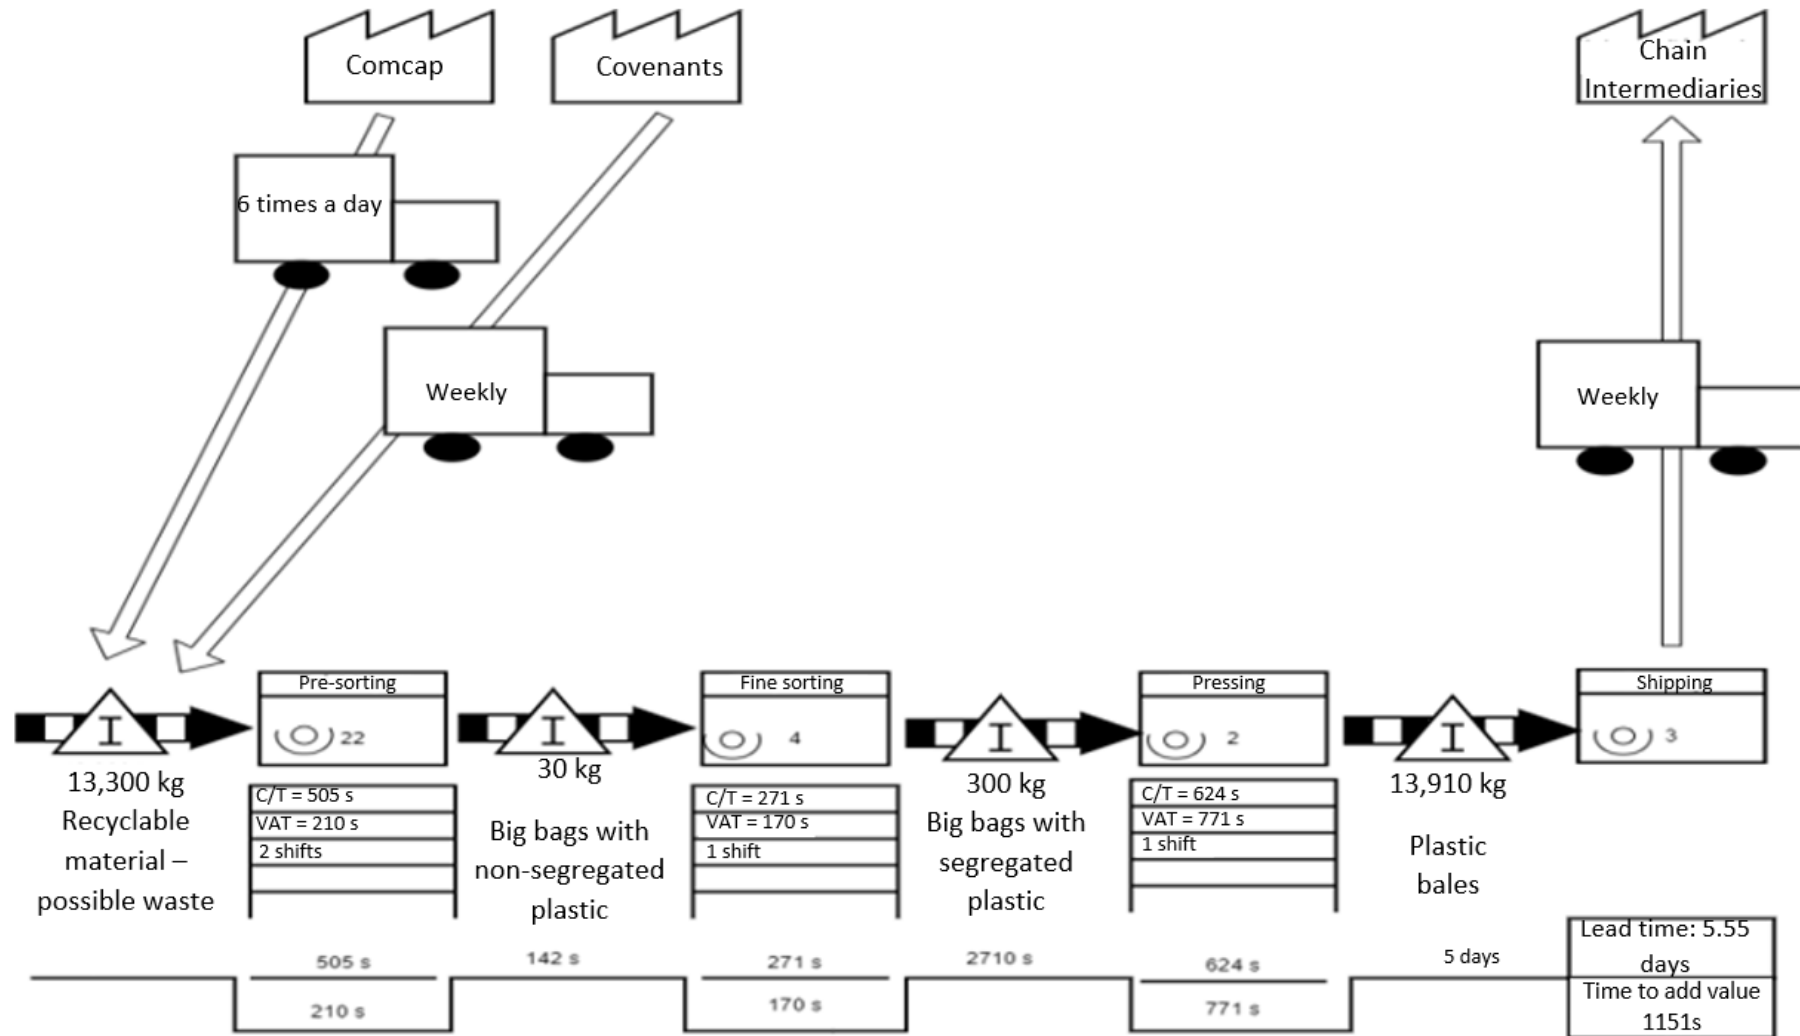 Comcap
Covenants
Chain
Intermediaries
6 times a day
Weekly
Weekly
Pre-sorting
Fine sorting
Pressing
Shipping
I
22
I
4
I
2
I
3
13,300 kg
Recyclable
material –
possible waste
C/T = 505 s
VAT = 210 s
2 shifts
30 kg
Big bags with
non-segregated
plastic
C/T = 271 s
VAT = 170 s
1 shift
300 kg
Big bags with
segregated
plastic
C/T = 624 s
VAT = 771 s
1 shift
13,910 kg
Plastic
bales
505 s
142 s
271 s
2710 s
624 s
5 days
210 s
170 s
771 s
Lead time: 5.55
days
Time to add value
1151s